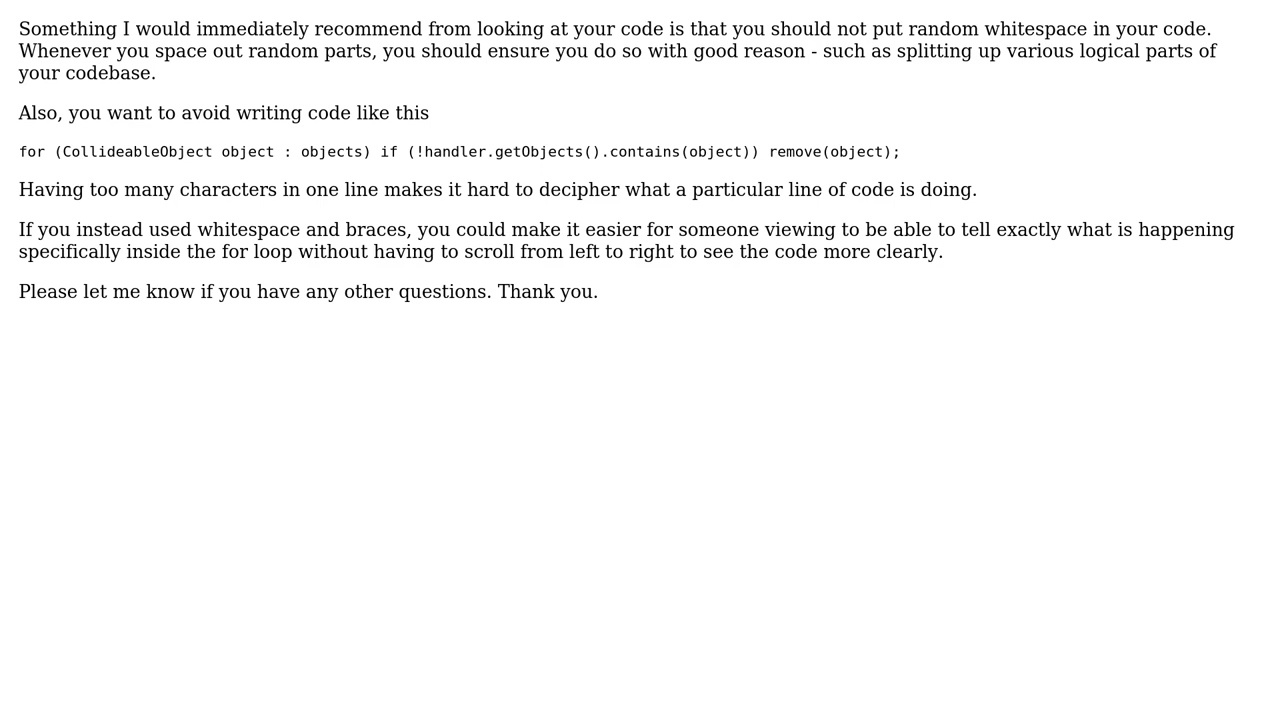 Something I would immediately recommend from looking at your code is that you should not put random whitespace in your code.
Whenever you space out random parts, you should ensure you do so with good reason - such as splitting up various logical parts of
your codebase.
Also, you want to avoid writing code like this
for (CollideableObject object : objects) if (!handler.getObjects().contains(object)) remove(object);
Having too many characters in one line makes it hard to decipher what a particular line of code is doing.
If you instead used whitespace and braces, you could make it easier for someone viewing to be able to tell exactly what is happening
specifically inside the for loop without having to scroll from left to right to see the code more clearly.
Please let me know if you have any other questions. Thank you.